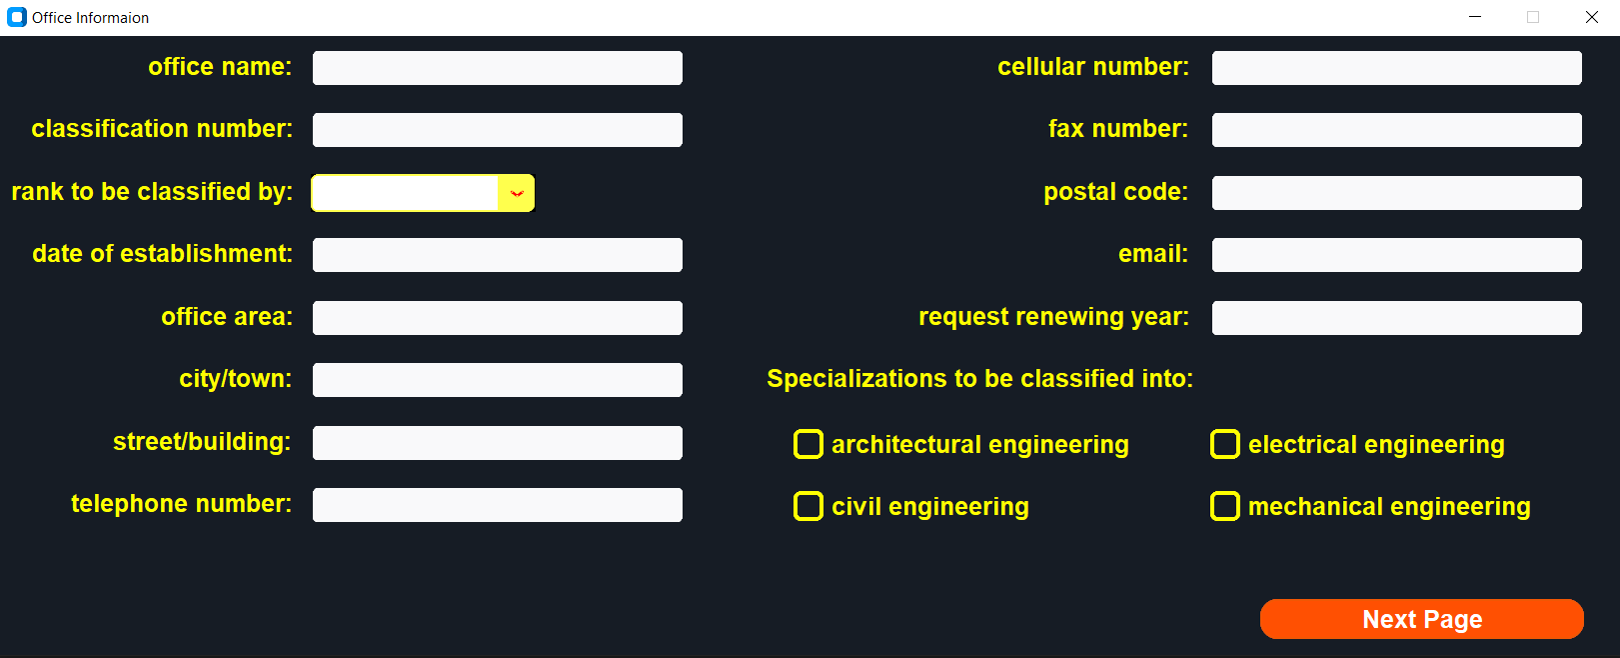 Office Informaion
office name:
classification number:
rank to be classified by:
date of establishment:
office area:
city/town:
street/building:
telephone number:
cellular number:
fax number:
postal code:
email:
request renewing year:
Specializations to be classified into:
architectural engineering
electrical engineering
civil engineering
mechanical engineering
Next Page